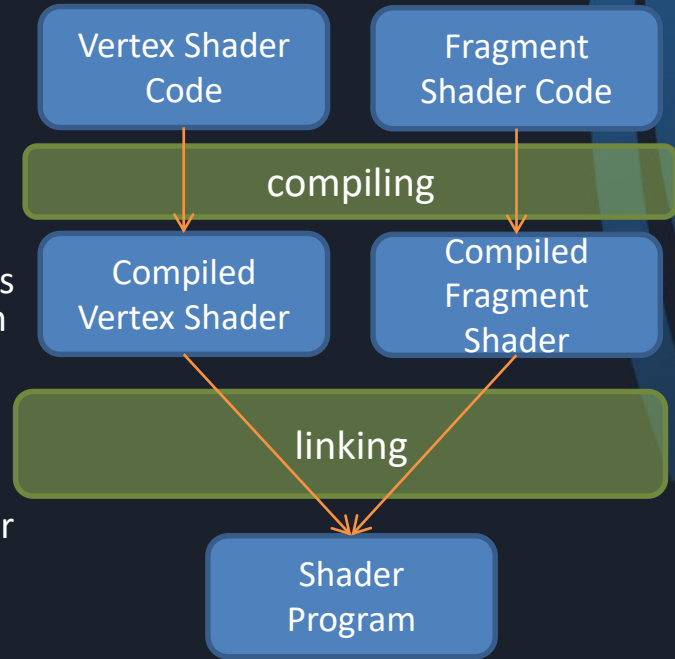 Vertex Shader
Code
Fragment
Shader Code
compiling
Compiled
Vertex Shader
Compiled
Fragment
Shader
linking
Shader
Program